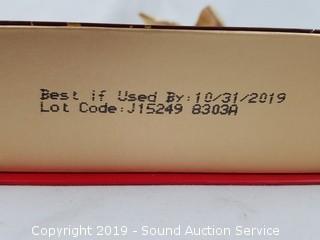 Best if Used By:10/31/2019
Lot Code:J15249 8303A
Copyright 2019 - Sound Auction Service